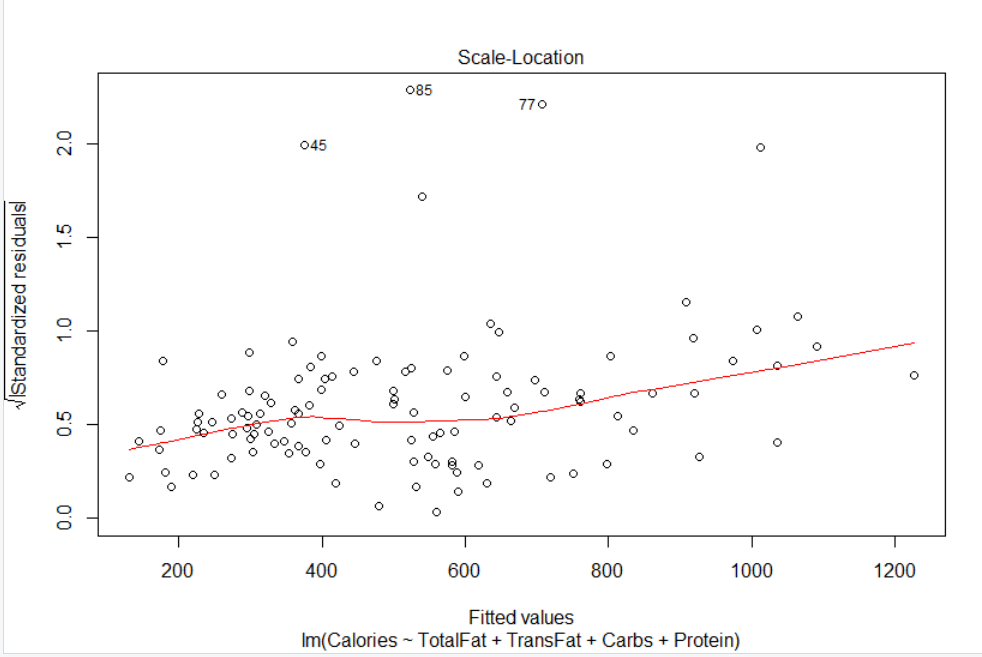 Scale-Location
√|Standardized residuals|
2.0
1.5
1.0
0.5
0.0
85
77
45
200 400 600 800 1000 1200
Fitted values
lm(Calories ~ TotalFat + TransFat + Carbs + Protein)